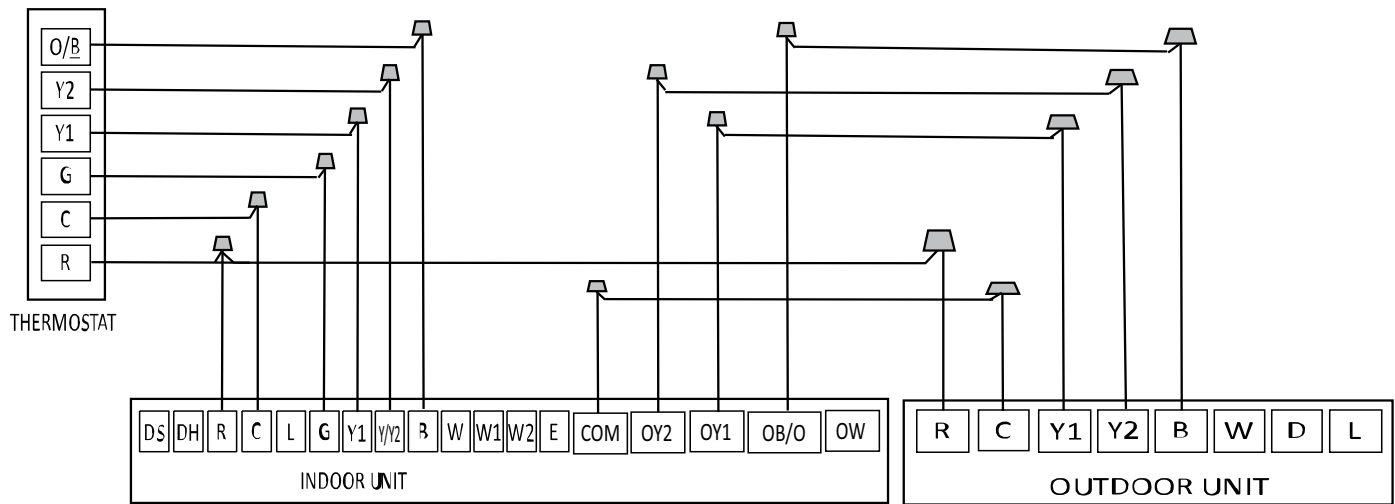 O/B
Y2
Y1
G
C
R
THERMOSTAT
DS DH R C L G Y1 Y/Y2 B W W1 W2 E COM OY2 OY1 OB/O OW
INDOOR UNIT
R C Y1 Y2 B W D L
OUTDOOR UNIT